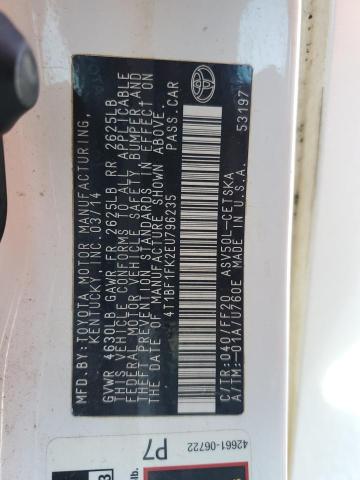 MFD.BY:TOYOTA MOTOR MANUFACTURING,
KENTUCKY, INC. 03/14
GVWR 4630LB GAWR FR 2625LB RR 2625LB
THIS VEHICLE CONFORMS TO ALL APPLICABLE
FEDERAL MOTOR VEHICLE SAFETY, BUMPER, AND
THEFT PREVENTION STANDARDS IN EFFECT ON
THE DATE OF MANUFACTURE SHOWN ABOVE.
4T1BF1FK2EU796235 PASS.CAR
C/TR:040/FF20 ASV50L-CETSKA
A/TM:-01A/U760E MADE IN U.S.A. 53197
42661-06722
P7
lb.